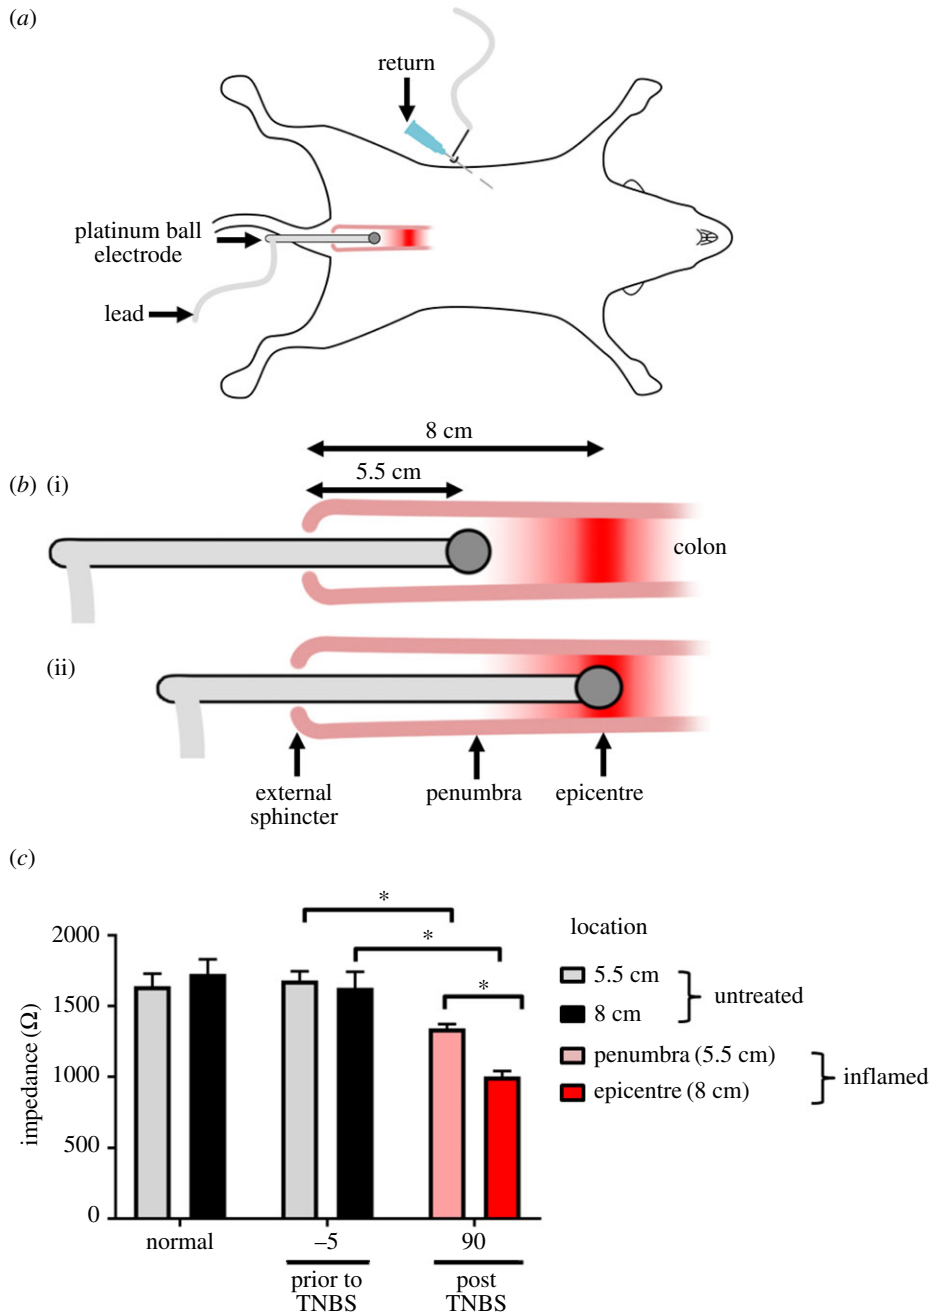 (a)
return
platinum ball
electrode
lead
8 cm
5.5 cm
(b) (i)
colon
(ii)
external
sphincter
penumbra
epicentre
(c)
*
*
*
2000
1500
1000
500
0
impedance (Ω)
normal
–5
90
prior to
TNBS
post
TNBS
location
5.5 cm
8 cm
untreated
penumbra (5.5 cm)
epicentre (8 cm)
inflamed